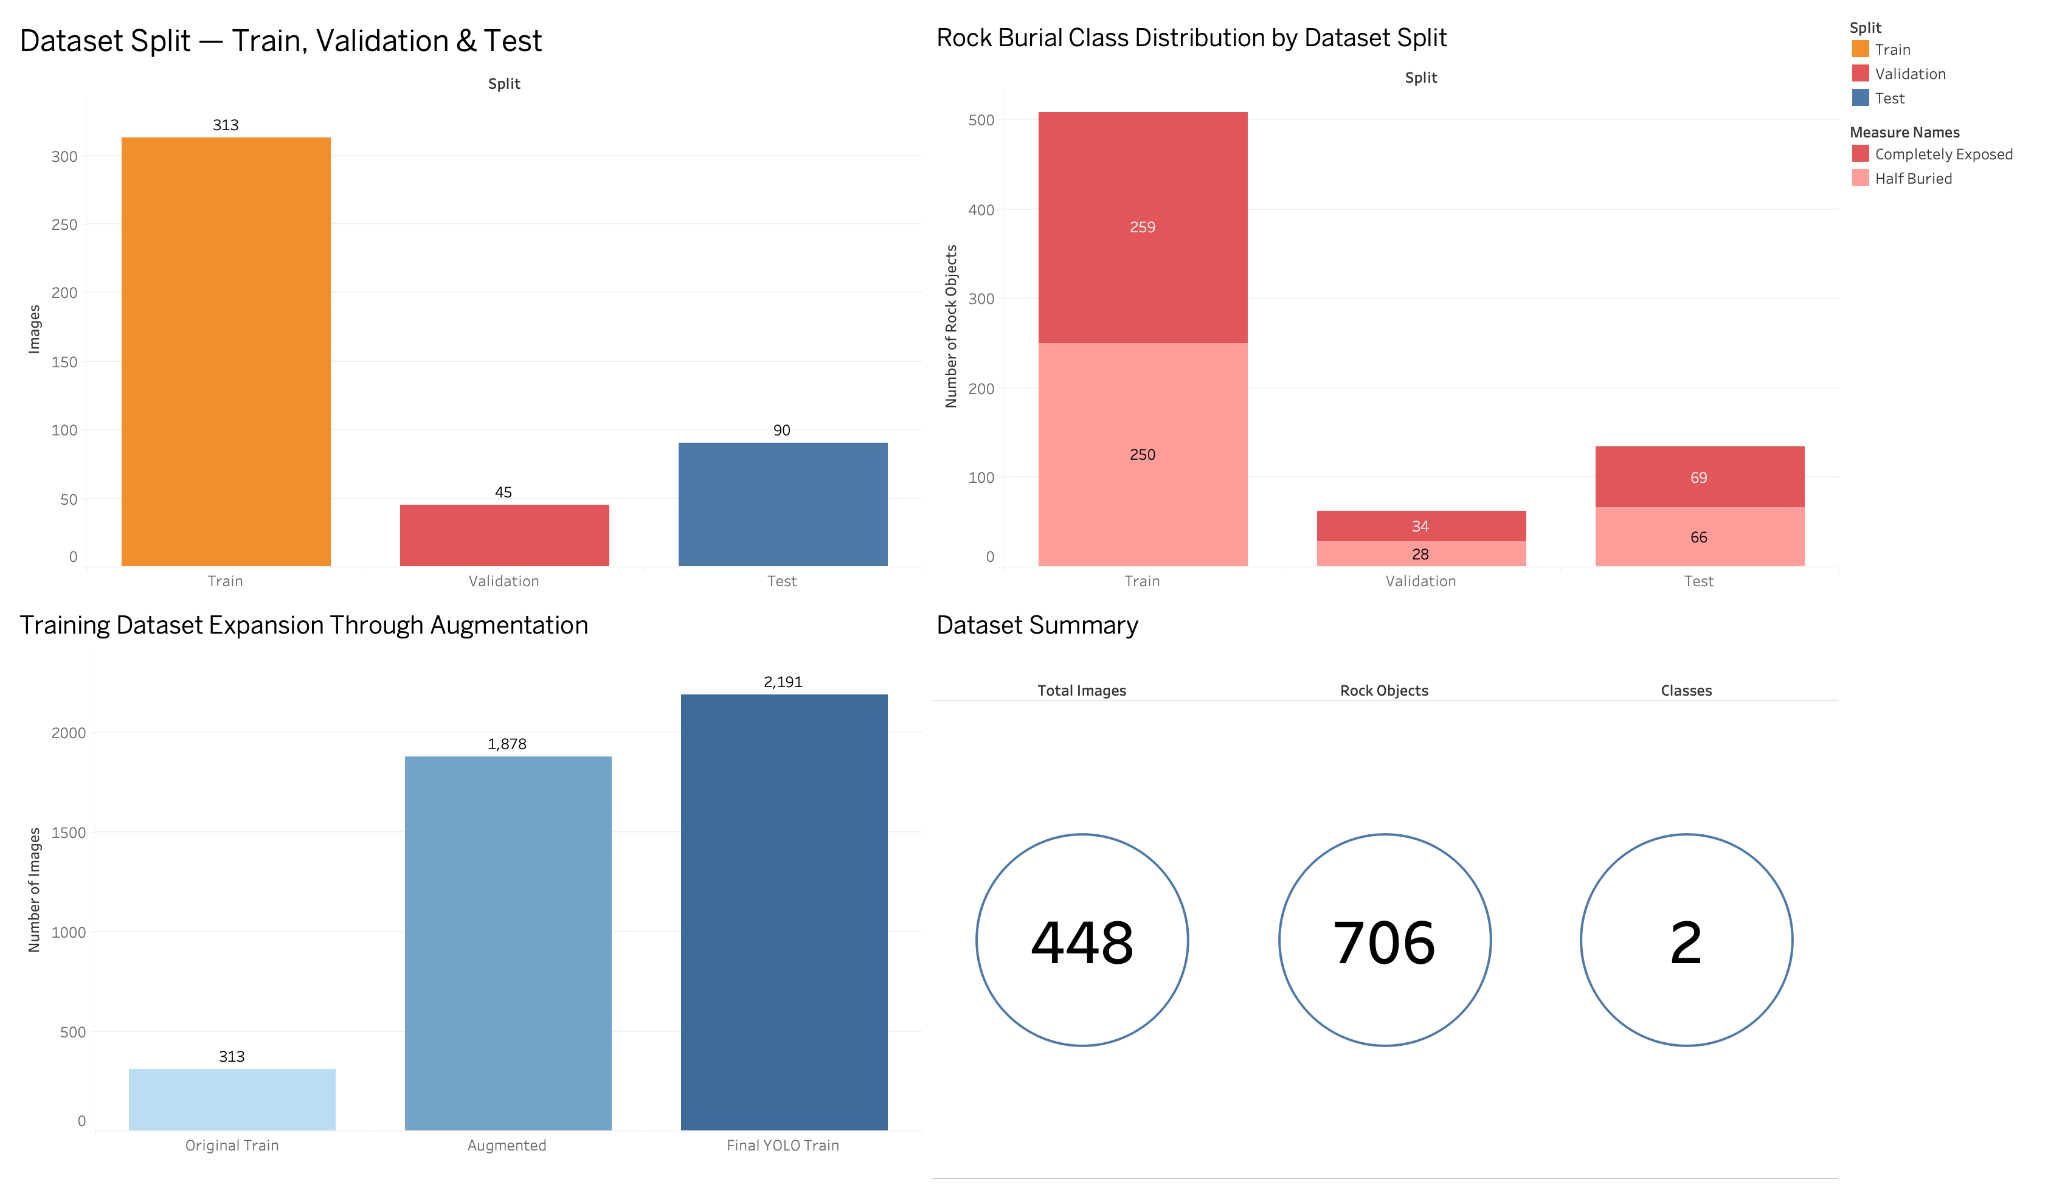 Dataset Split — Train, Validation & Test
Split
313
45
90
300
250
200
150
100
50
0
Images
Train
Validation
Test
Rock Burial Class Distribution by Dataset Split
Split
500
400
300
200
100
0
Number of Rock Objects
259
250
34
28
69
66
Train
Validation
Test
Split
Train
Validation
Test
Measure Names
Completely Exposed
Half Buried
Training Dataset Expansion Through Augmentation
2,191
1,878
313
2000
1500
1000
500
0
Number of Images
Original Train
Augmented
Final YOLO Train
Dataset Summary
Total Images
Rock Objects
Classes
448
706
2